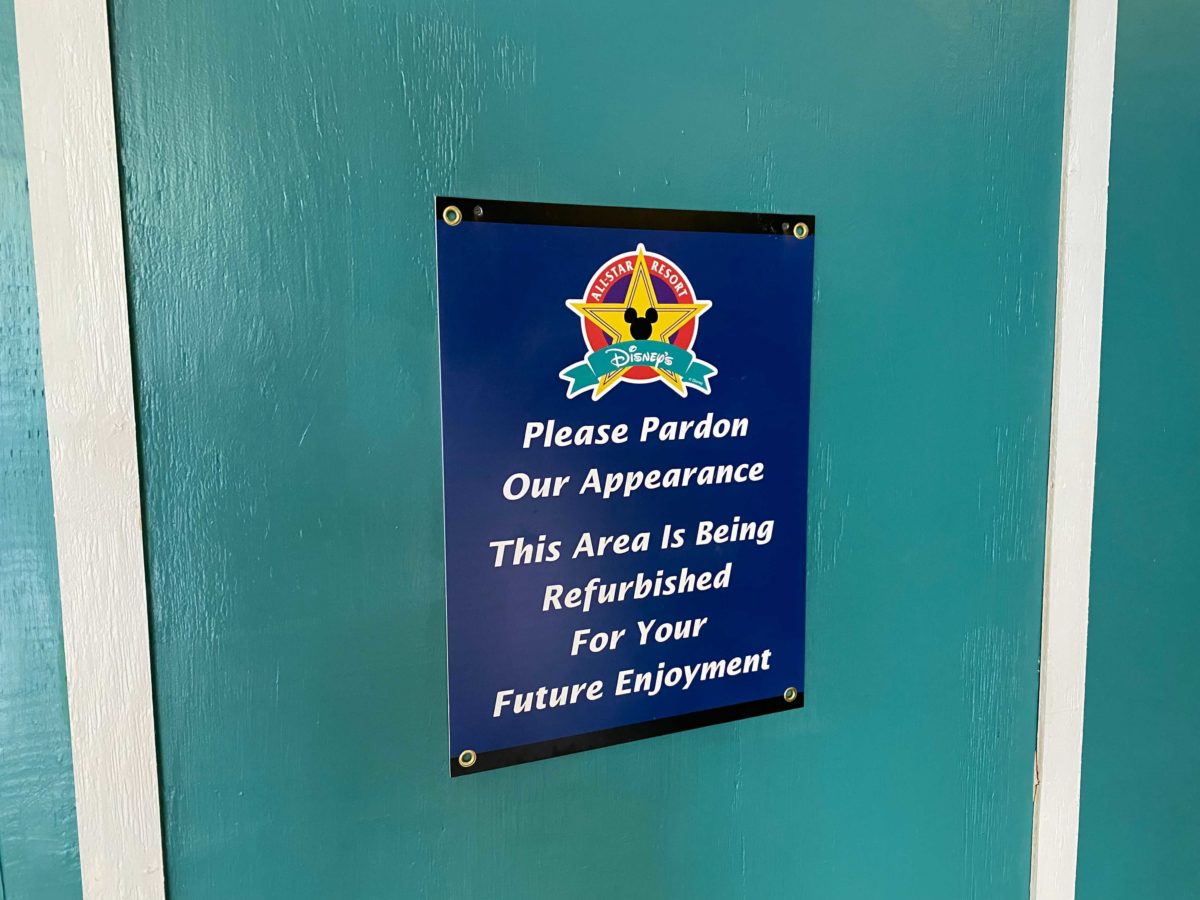 ALL-STAR RESORT
DISNEY'S
Please Pardon
Our Appearance
This Area Is Being
Refurbished
For Your
Future Enjoyment